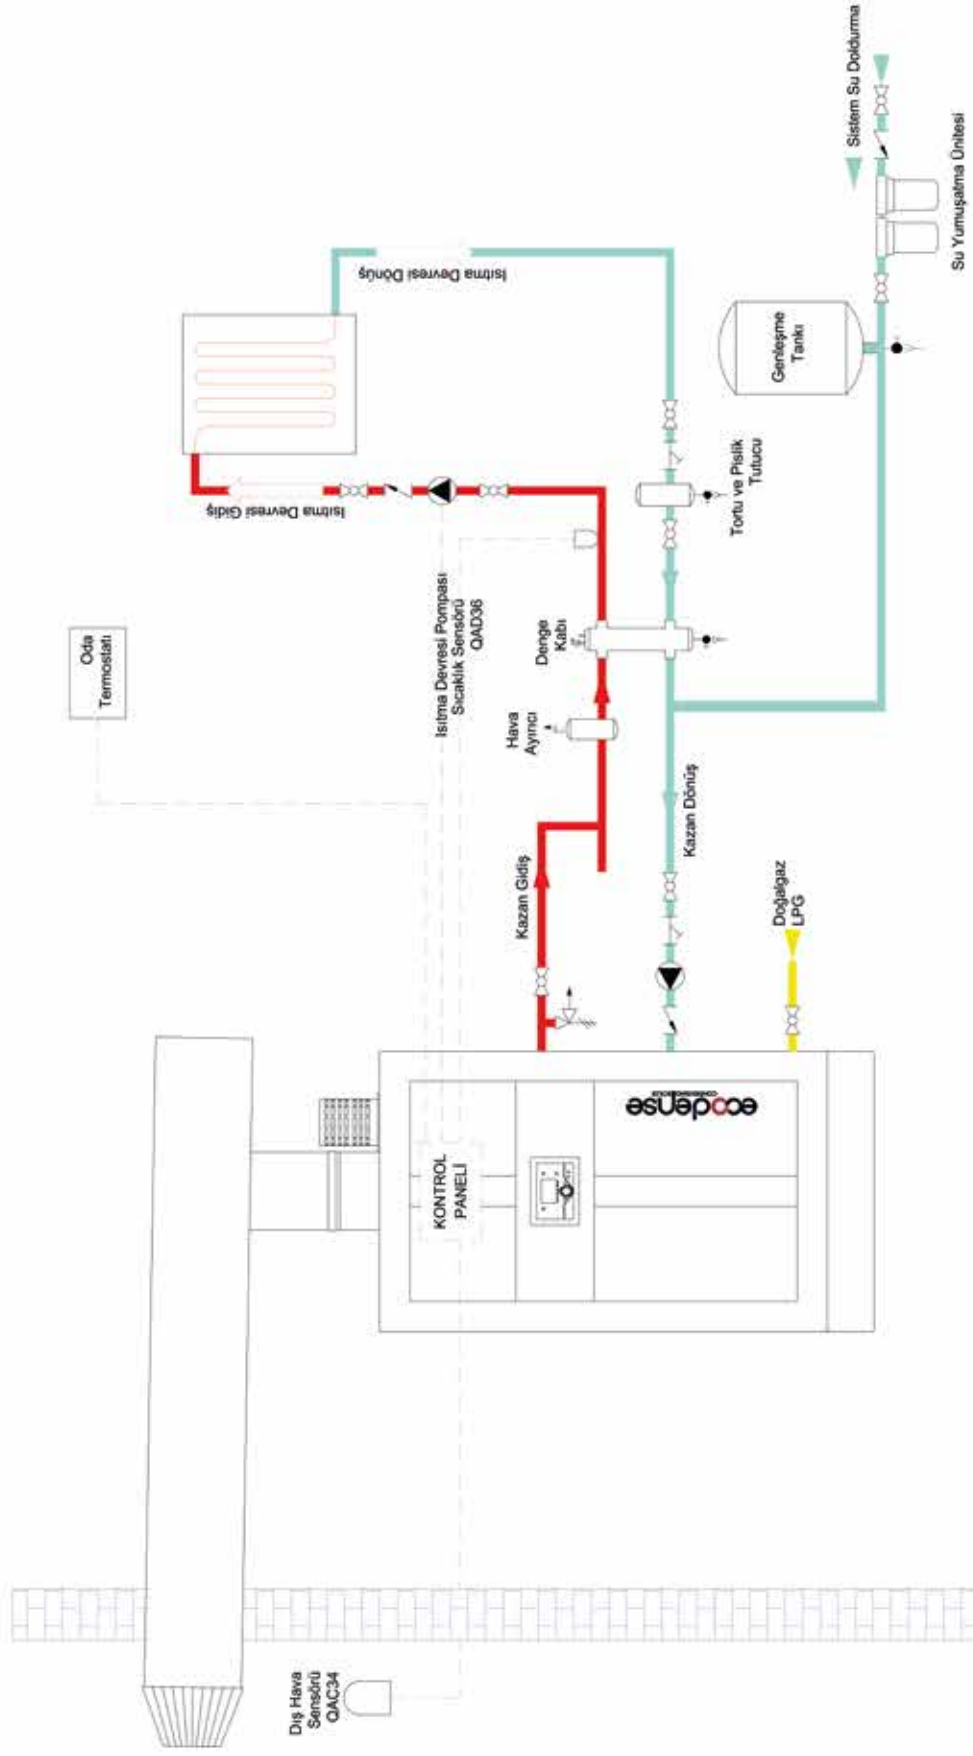 Dış Hava
Sensörü
QAC34
KONTROL
PANELİ
ecodense
Oda
Termostatı
Kazan Gidiş
Hava
Ayırıcı
Denge
Kabı
Isıtma Devresi Pompası
Sıcaklık Sensörü
QAD36
Isıtma Devresi Gidiş
Isıtma Devresi Dönüş
Kazan Dönüş
Doğalgaz
LPG
Tortu ve Pislik
Tutucu
Genleşme
Tankı
Sistem Su Doldurma
Su Yumuşatma Ünitesi